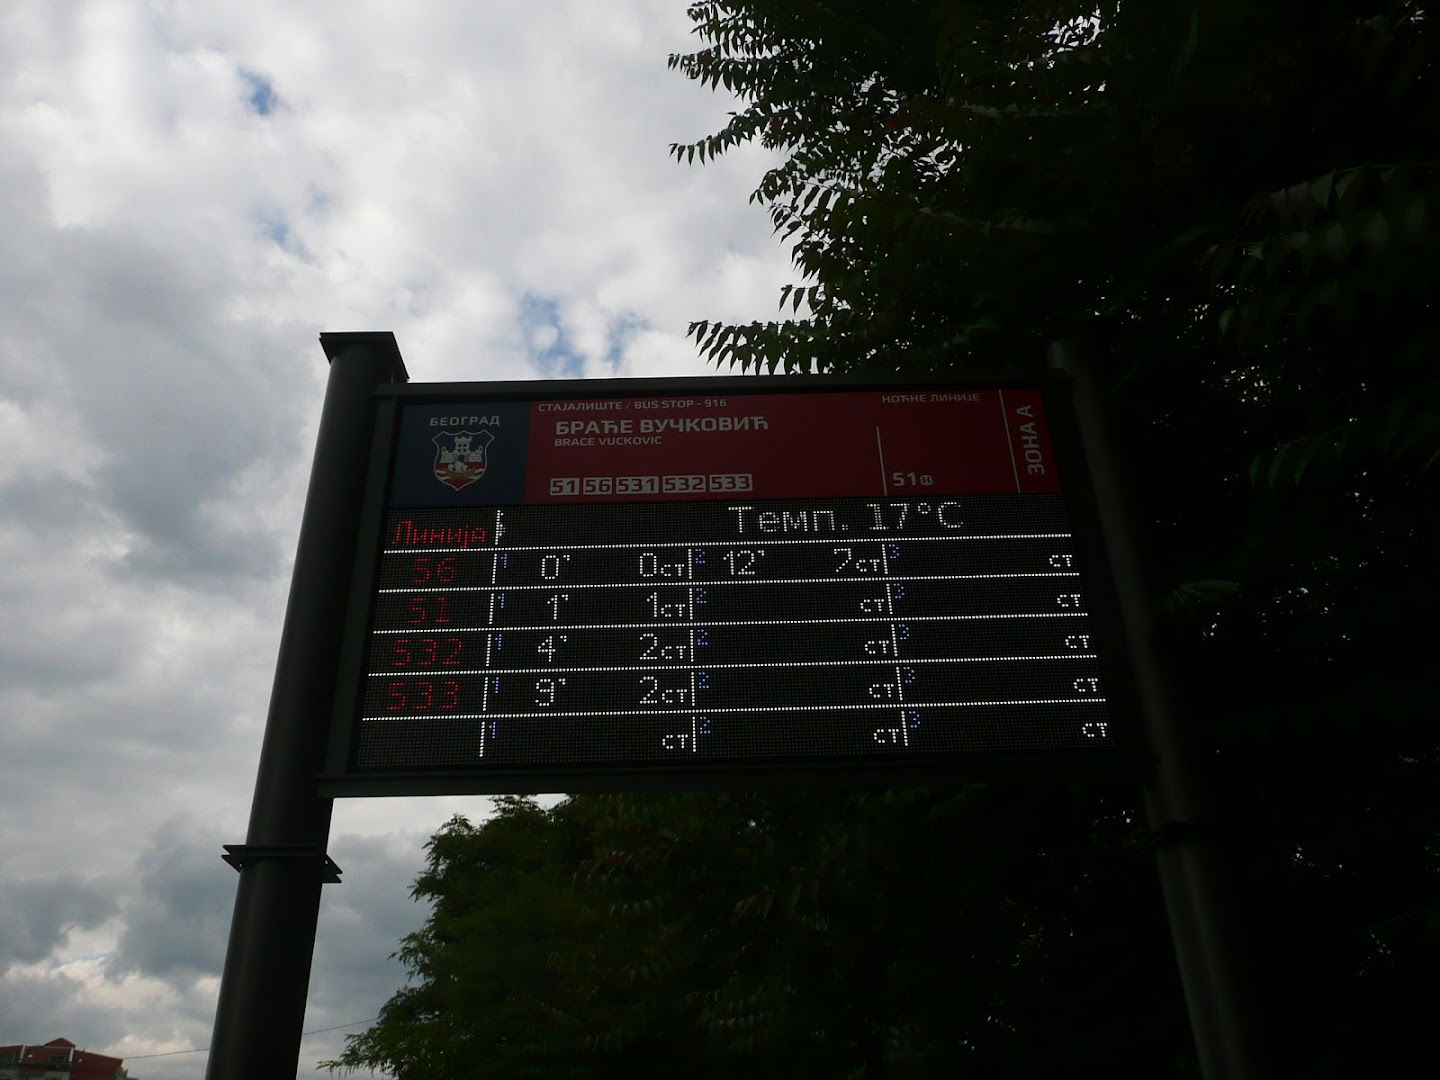 БЕОГРАД
СТАЈАЛИШТЕ / BUS STOP - 916
БРАЋЕ ВУЧКОВИЋ
BRACE VUCKOVIC
51 56 531 532 533
НОЋНЕ ЛИНИЈЕ
51н
ЗОНА А
Линија Темп. 17°C
56 1 0' 0ст 2 12' 7ст 3 ст
51 1 1' 1ст 2 ст 3 ст
532 1 4' 2ст 2 ст 3 ст
533 1 9' 2ст 2 ст 3 ст
1 ст 2 ст 3 ст